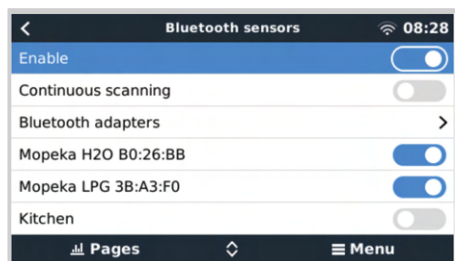 Bluetooth sensors 08:28
Enable
Continuous scanning
Bluetooth adapters
Mopeka H2O B0:26:BB
Mopeka LPG 3B:A3:F0
Kitchen
Pages Menu